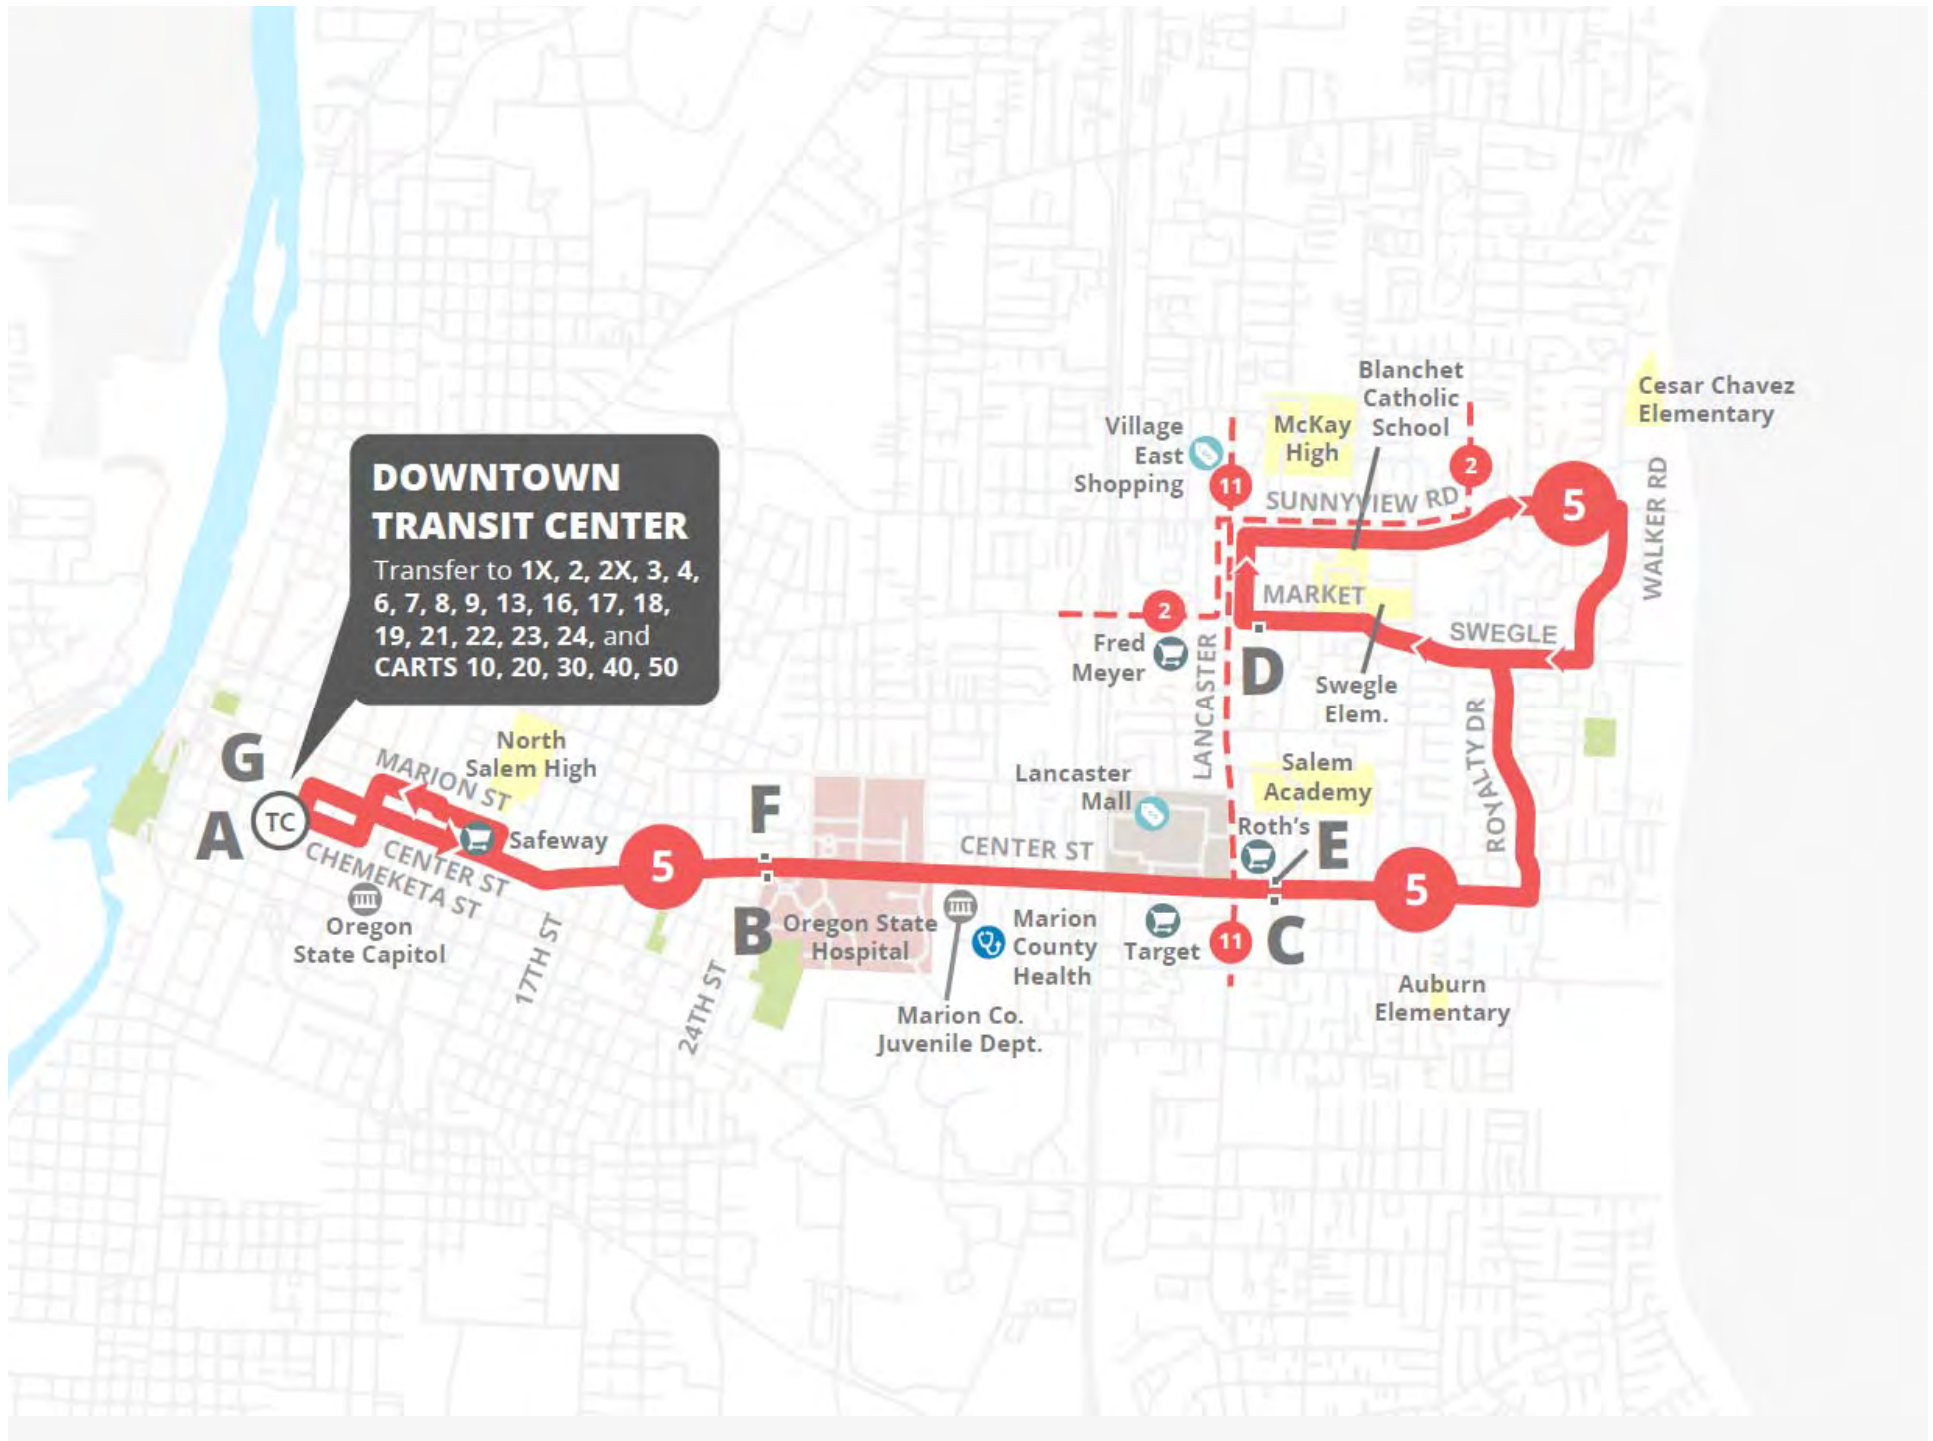 Blanchet
Catholic
School
Cesar Chavez
Elementary
Village
East
Shopping
McKay
High
11
2
SUNNYVIEW RD
5
WALKER RD
DOWNTOWN
TRANSIT CENTER
Transfer to 1X, 2, 2X, 3, 4,
6, 7, 8, 9, 13, 16, 17, 18,
19, 21, 22, 23, 24, and
CARTS 10, 20, 30, 40, 50
MARKET
2
SWEGLE
Fred
Meyer
LANCASTER
D
Swegle
Elem.
ROYALTY DR
G
North
Salem High
MARION ST
Lancaster
Mall
Salem
Academy
A
TC
F
Safeway
Roth's
E
CENTER ST
CENTER ST
CHEMEKETA ST
5
5
Oregon
State Capitol
17TH ST
24TH ST
B
Oregon State
Hospital
Marion
County
Health
Target
11
C
Marion Co.
Juvenile Dept.
Auburn
Elementary